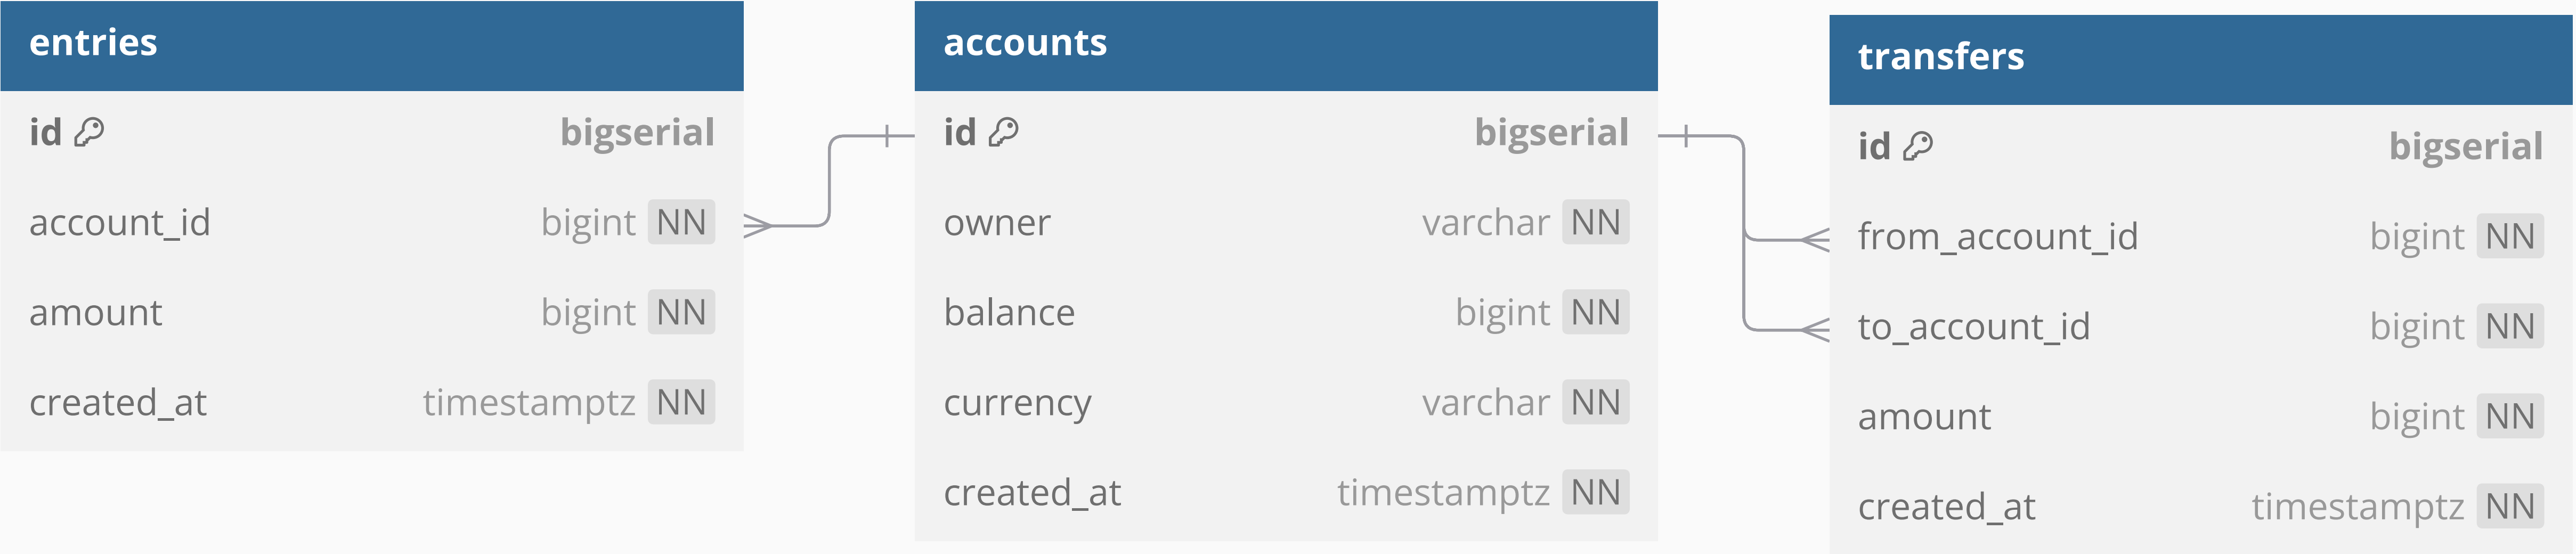 entries
id bigserial
account_id bigint NN
amount bigint NN
created_at timestamptz NN
accounts
id bigserial
owner varchar NN
balance bigint NN
currency varchar NN
created_at timestamptz NN
transfers
id bigserial
from_account_id bigint NN
to_account_id bigint NN
amount bigint NN
created_at timestamptz NN